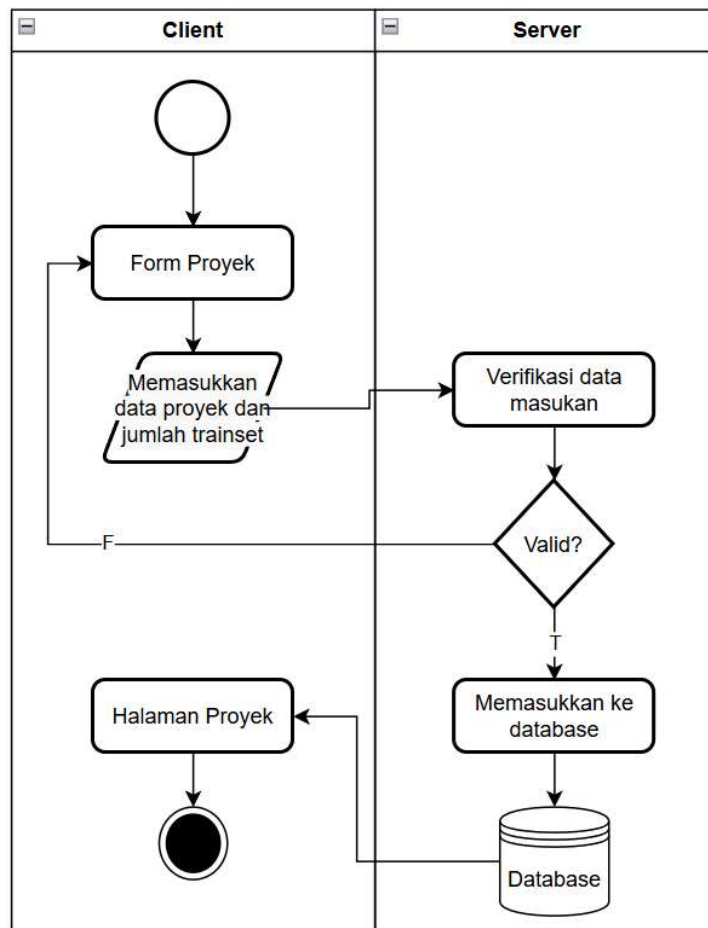 Client
Server
Form Proyek
Memasukkan
data proyek dan
jumlah trainset
Verifikasi data
masukan
Valid?
F
T
Halaman Proyek
Memasukkan ke
database
Database